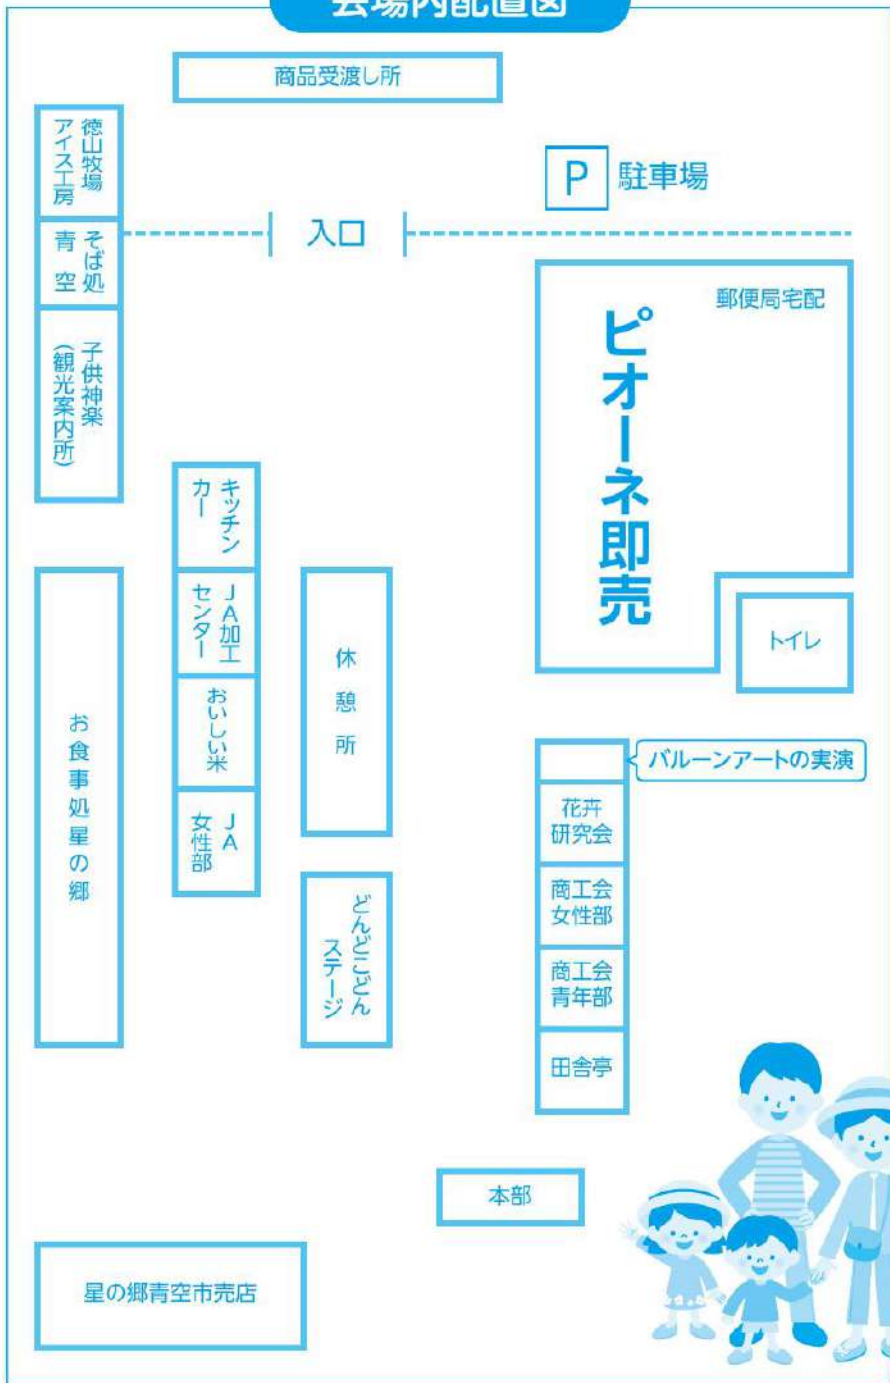 会場内配置図
商品受渡し所
徳山牧場
アイス工房
P 駐車場
入口
そば処
青空
子供神楽
（観光案内所）
郵便局宅配
ピオーネ即売
トイレ
キッチン
カー
JA加工
センター
おいしい米
JA
女性部
休憩所
お食事処星の郷
どんどこどん
ステージ
バルーンアートの実演
花卉
研究会
商工会
女性部
商工会
青年部
田舎亭
本部
星の郷青空市売店